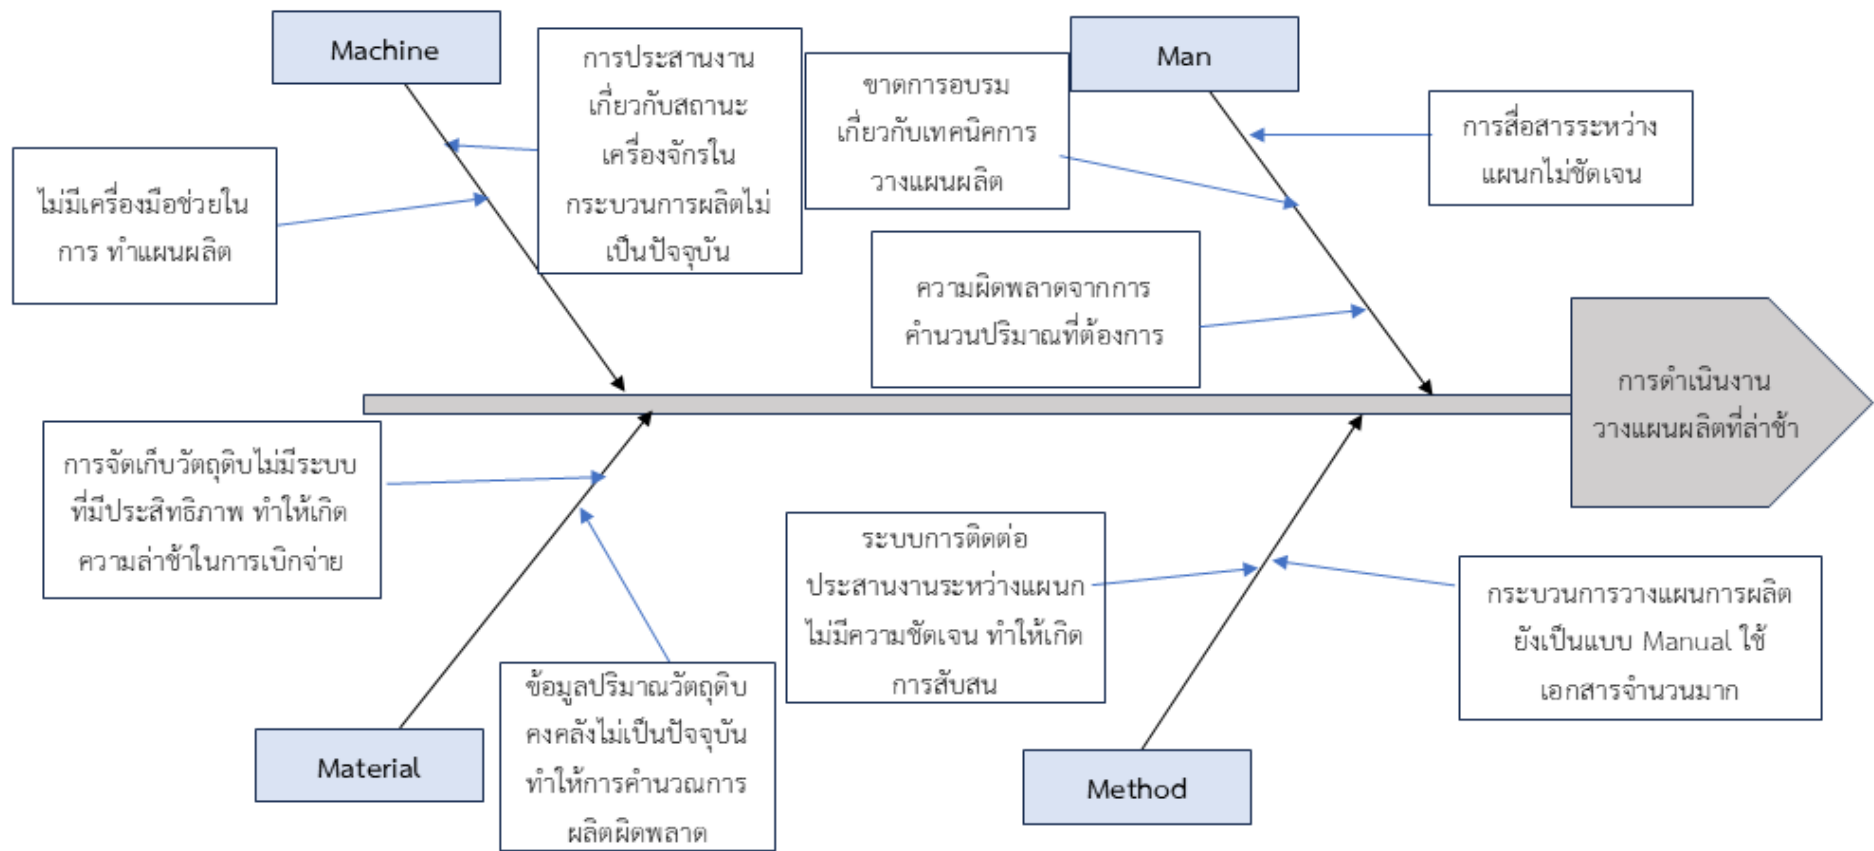 Machine
การประสานงาน
เกี่ยวกับสถานะ
เครื่องจักรใน
กระบวนการผลิตไม่
เป็นปัจจุบัน
ไม่มีเครื่องมือช่วยใน
การ ทำแผนผลิต
Man
ขาดการอบรม
เกี่ยวกับเทคนิคการ
วางแผนผลิต
การสื่อสารระหว่าง
แผนกไม่ชัดเจน
ความผิดพลาดจากการ
คำนวนปริมาณที่ต้องการ
การดำเนินงาน
วางแผนผลิตที่ล่าช้า
การจัดเก็บวัตถุดิบไม่มีระบบ
ที่มีประสิทธิภาพ ทำให้เกิด
ความล่าช้าในการเบิกจ่าย
ข้อมูลปริมาณวัตถุดิบ
คงคลังไม่เป็นปัจจุบัน
ทำให้การคำนวณการ
ผลิตผิดพลาด
Material
ระบบการติดต่อ
ประสานงานระหว่างแผนก
ไม่มีความชัดเจน ทำให้เกิด
การสับสน
กระบวนการวางแผนการผลิต
ยังเป็นแบบ Manual ใช้
เอกสารจำนวนมาก
Method